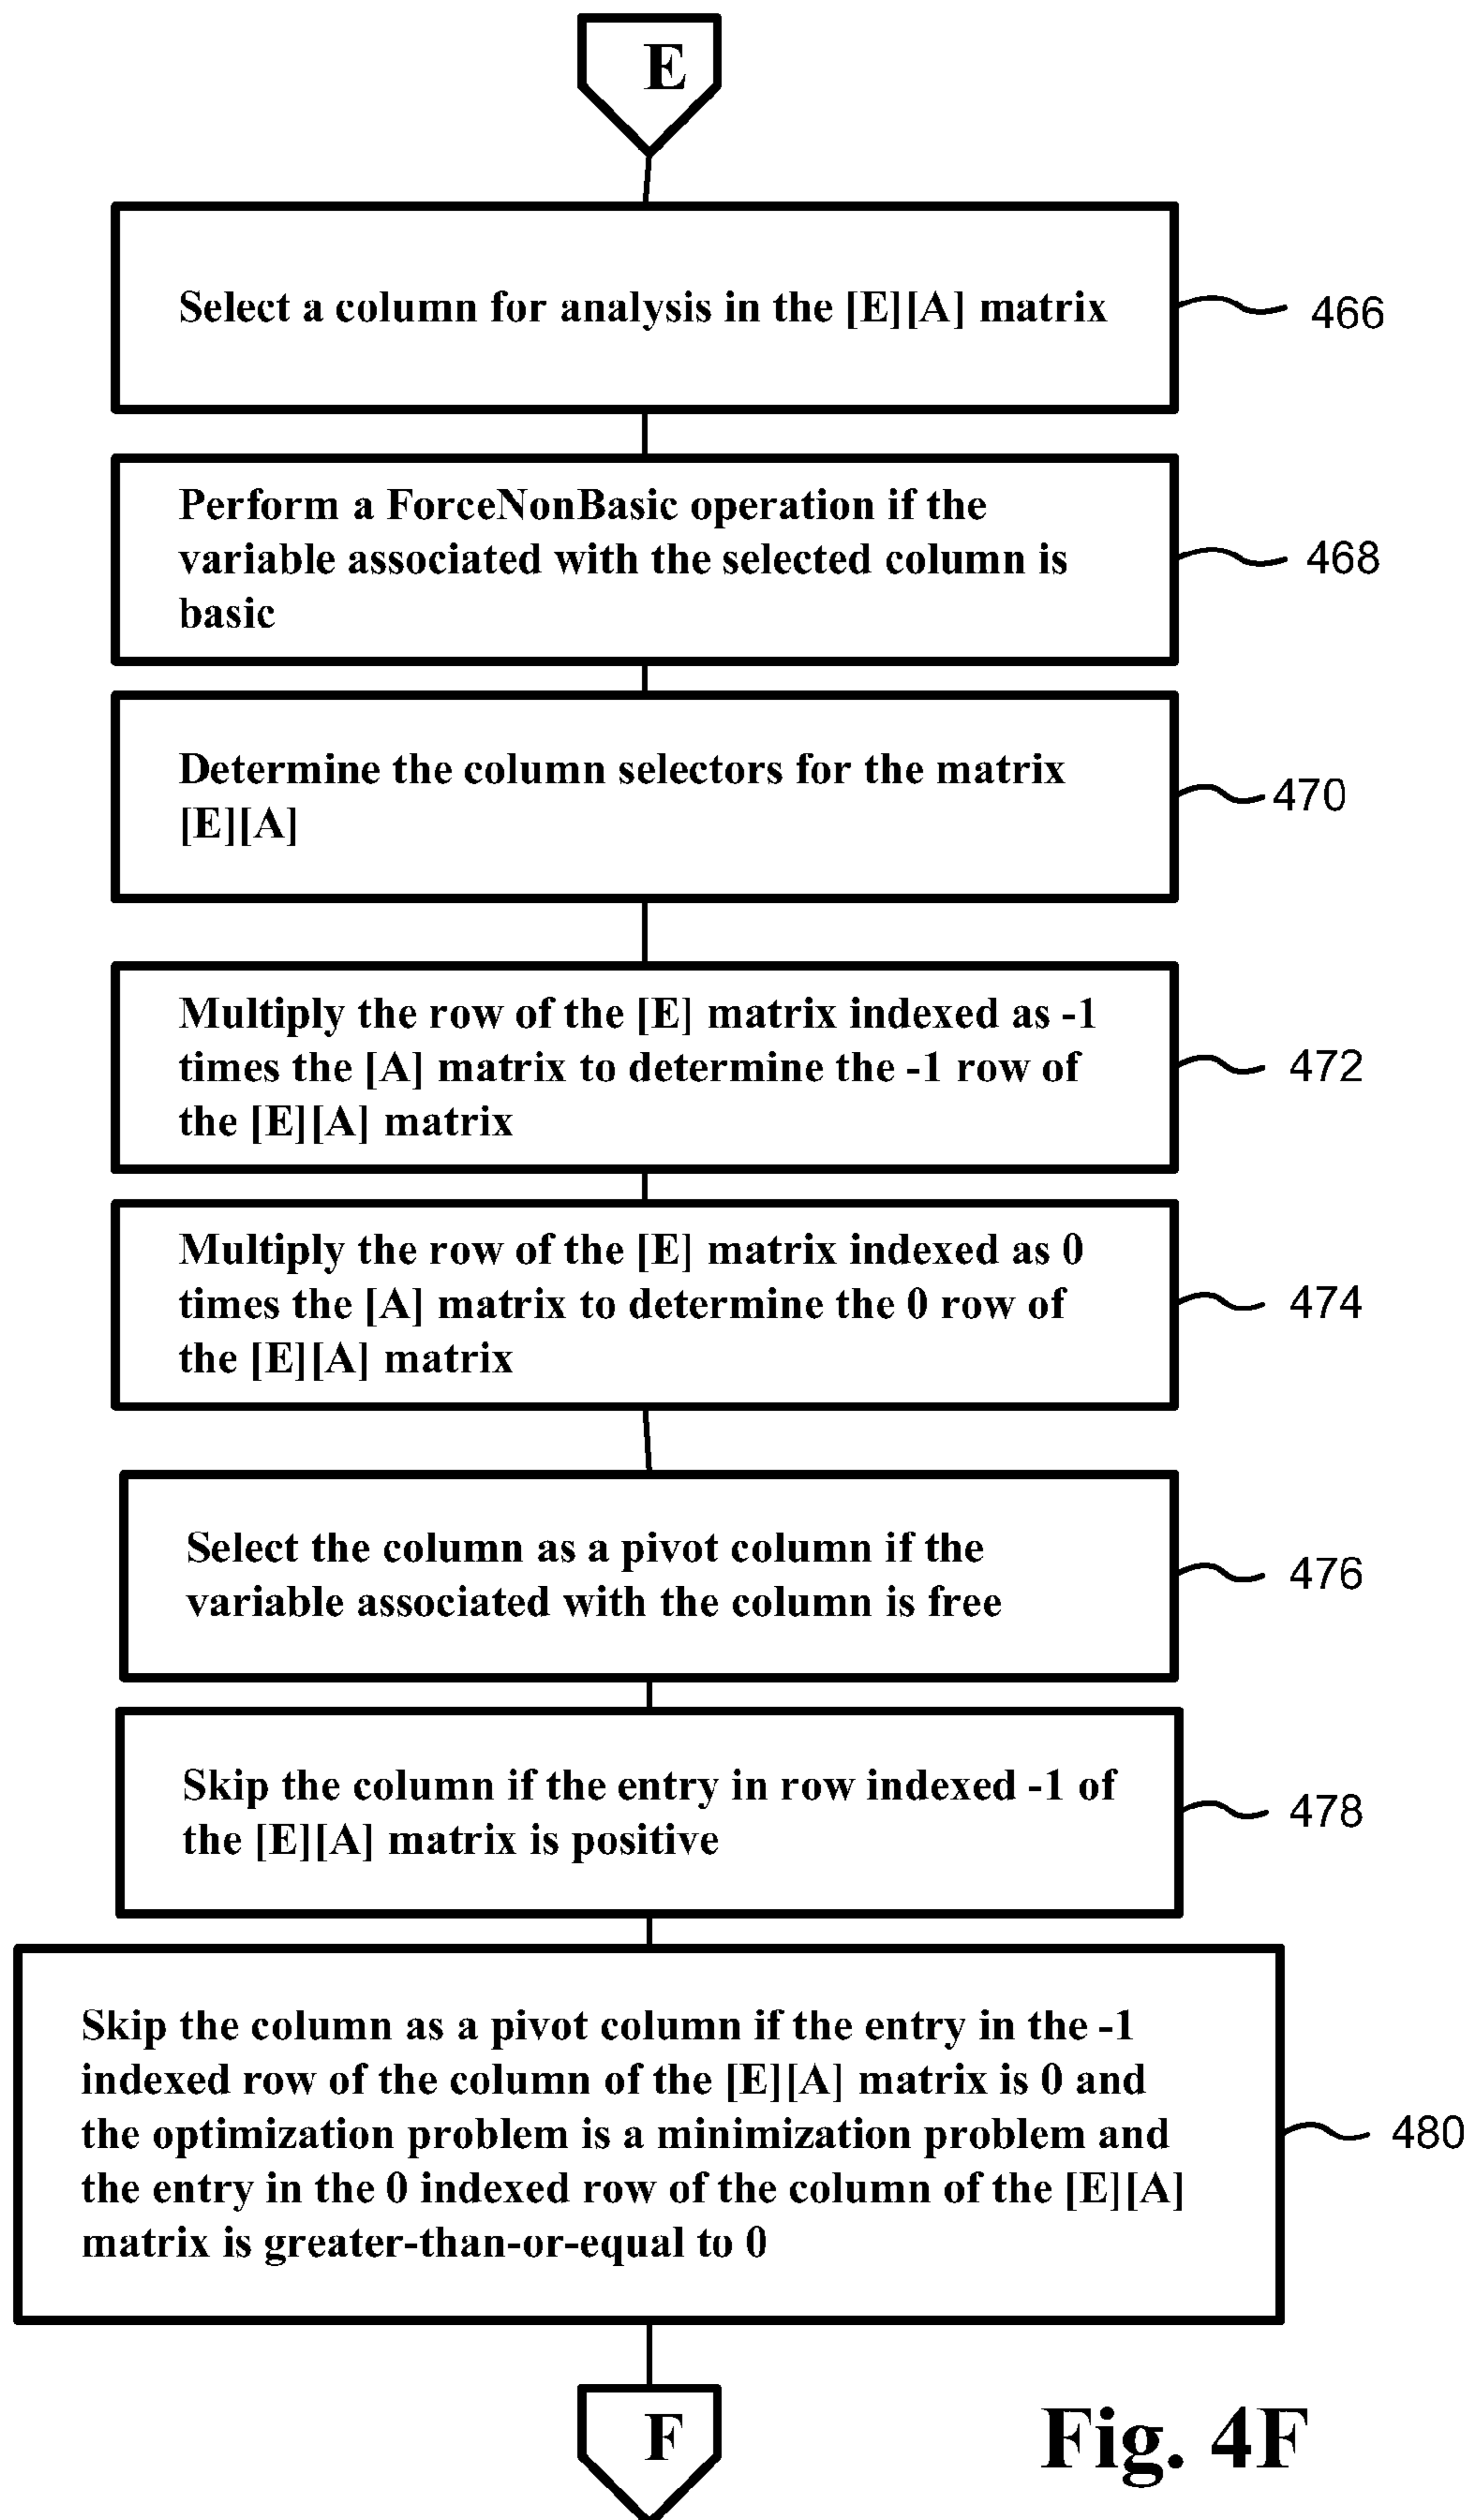 E
Select a column for analysis in the [E][A] matrix
466
Perform a ForceNonBasic operation if the
variable associated with the selected column is
basic
468
Determine the column selectors for the matrix
[E][A]
470
Multiply the row of the [E] matrix indexed as -1
times the [A] matrix to determine the -1 row of
the [E][A] matrix
472
Multiply the row of the [E] matrix indexed as 0
times the [A] matrix to determine the 0 row of
the [E][A] matrix
474
Select the column as a pivot column if the
variable associated with the column is free
476
Skip the column if the entry in row indexed -1 of
the [E][A] matrix is positive
478
Skip the column as a pivot column if the entry in the -1
indexed row of the column of the [E][A] matrix is 0 and
the optimization problem is a minimization problem and
the entry in the 0 indexed row of the column of the [E][A]
matrix is greater-than-or-equal to 0
480
F
Fig. 4F